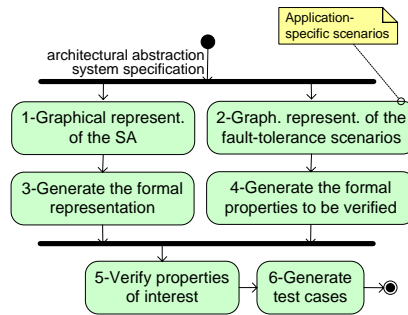 Application-
specific scenarios
architectural abstraction
system specification
1-Graphical represent.
of the SA
2-Graph. represent. of the
fault-tolerance scenarios
3-Generate the formal
representation
4-Generate the formal
properties to be verified
5-Verify properties
of interest
6-Generate
test cases